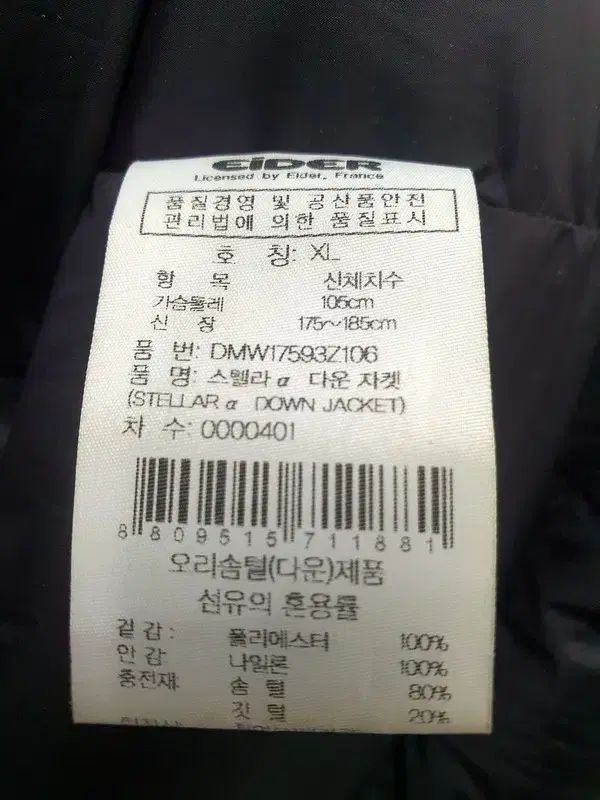 EiDER
Licensed by Eider, France
품질경영 및 공산품안전
관리법에 의한 품질표시
호 칭: XL
항 목 신체치수
가슴둘레 105cm
신 장 175~185cm
품 번: DMW17593Z106
품 명: 스텔라α 다운 자켓
(STELLAR α DOWN JACKET)
차 수: 0000401
8 809515 711881
오리솜털(다운)제품
섬유의 혼용률
겉감: 폴리에스터 100%
안감 나일론 100%
충전재: 솜 털 80%
깃 털 20%